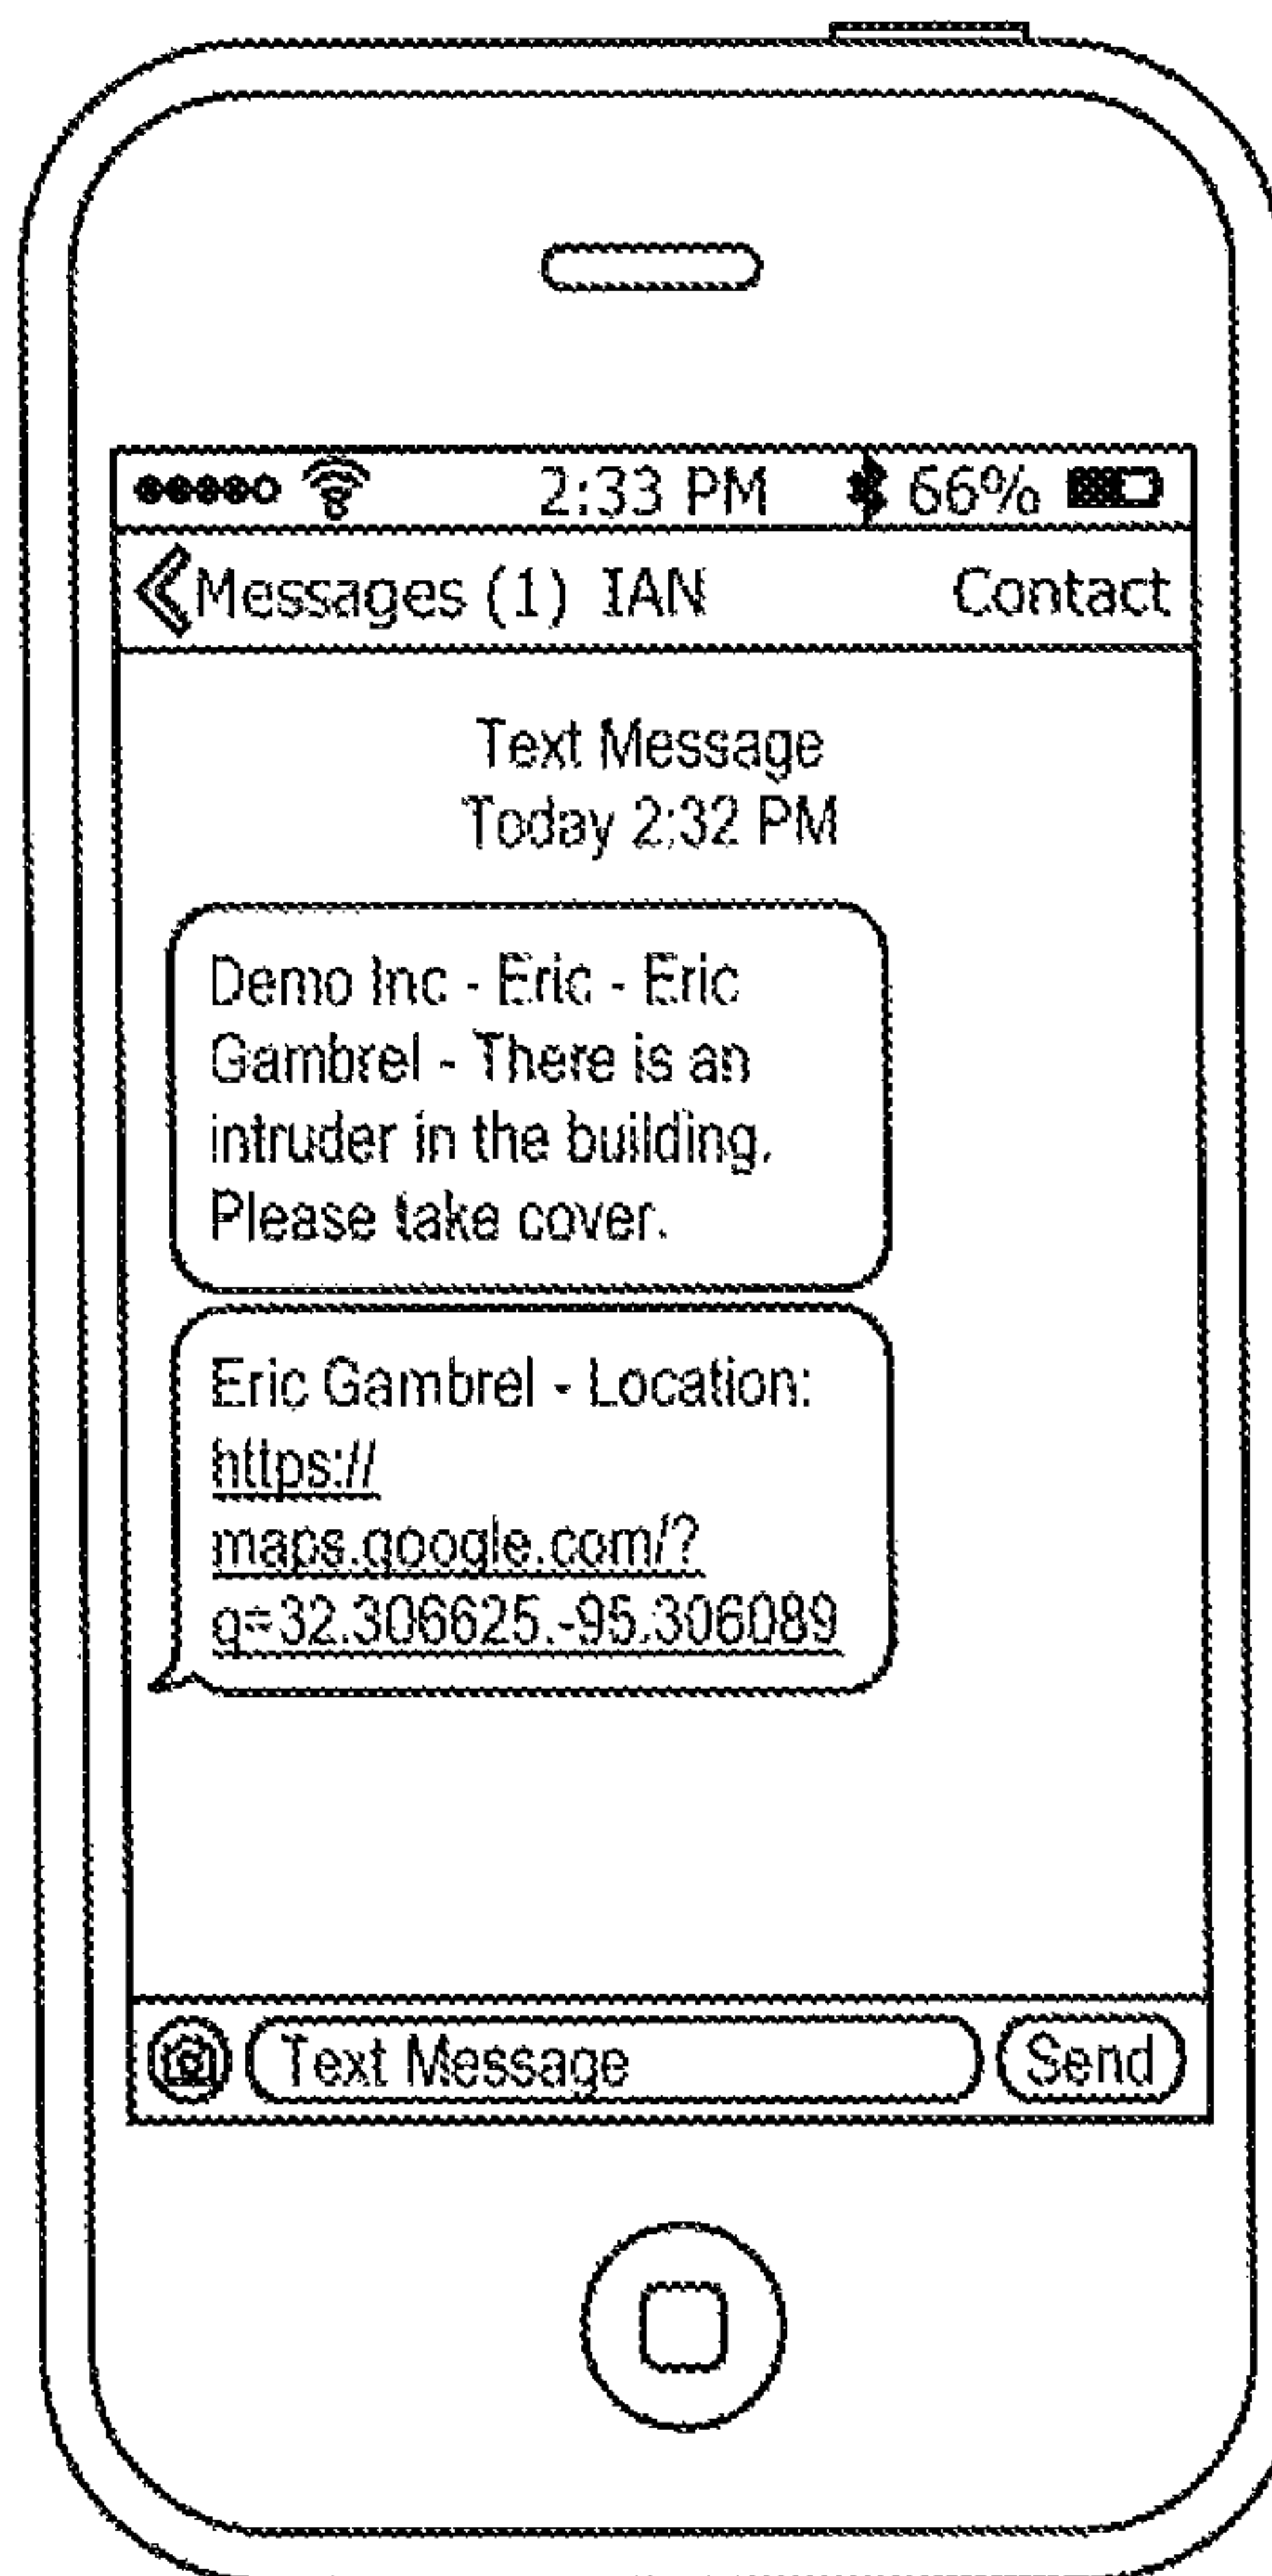 2:33 PM 66%
Messages (1) IAN Contact
Text Message
Today 2:32 PM
Demo Inc - Eric - Eric
Gambrel - There is an
intruder in the building.
Please take cover.
Eric Gambrel - Location:
https://
maps.google.com/?
q=32.306625,-95.306089
Text Message Send